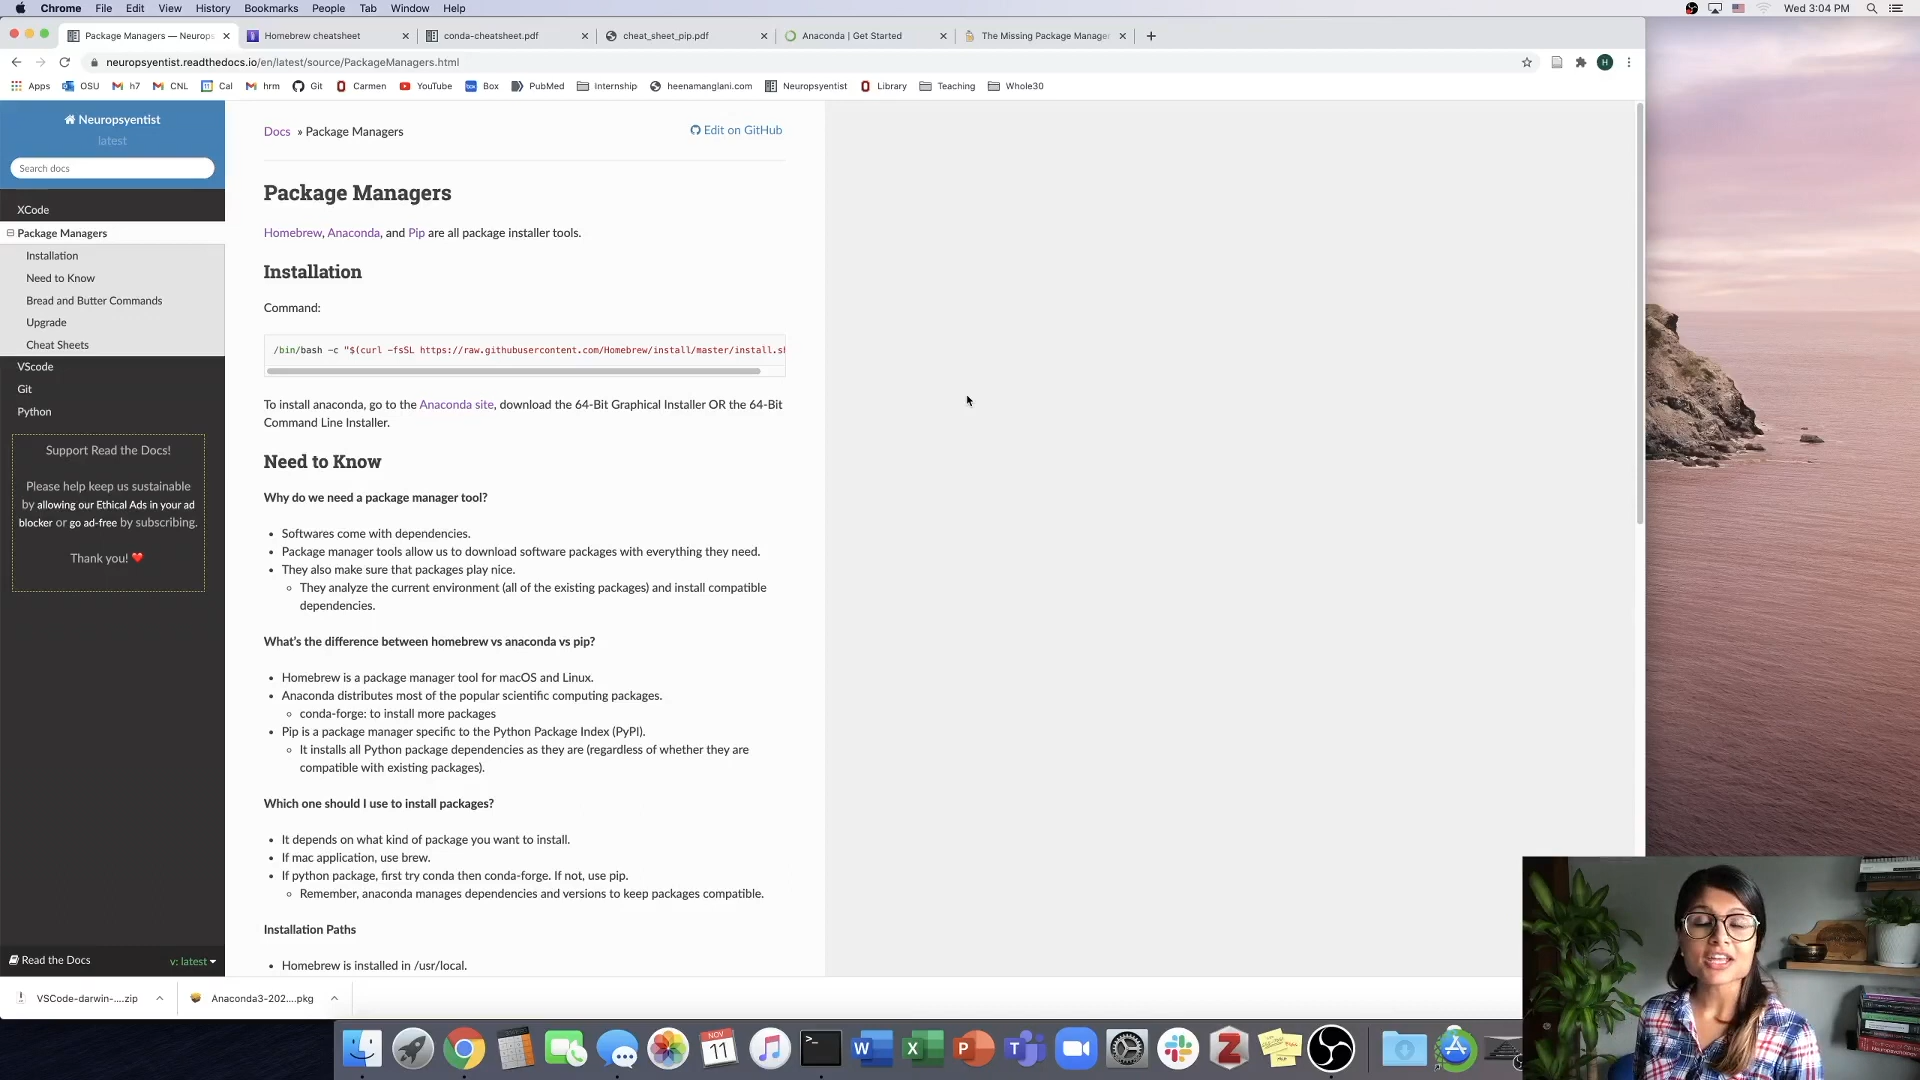 Chrome File Edit View History Bookmarks People Tab Window Help
Wed 3:04 PM
Package Managers — Neurops
Homebrew cheatsheet
conda-cheatsheet.pdf
cheat_sheet_pip.pdf
Anaconda | Get Started
The Missing Package Manage
neuropsyentist.readthedocs.io/en/latest/source/PackageManagers.html
H
Apps OSU h7 CNL Cal hrm Git Carmen YouTube Box PubMed Internship heenamanglani.com Neuropsyentist Library Teaching Whole30
Neuropsyentist
latest
Search docs
XCode
Package Managers
Installation
Need to Know
Bread and Butter Commands
Upgrade
Cheat Sheets
VScode
Git
Python
Support Read the Docs!
Please help keep us sustainable
by allowing our Ethical Ads in your ad
blocker or go ad-free by subscribing.
Thank you! ❤️
Read the Docs
v: latest
Docs » Package Managers
Edit on GitHub
Package Managers
Homebrew, Anaconda, and Pip are all package installer tools.
Installation
Command:
/bin/bash -c "$(curl -fsSL https://raw.githubusercontent.com/Homebrew/install/master/install.sh
To install anaconda, go to the Anaconda site, download the 64-Bit Graphical Installer OR the 64-Bit
Command Line Installer.
Need to Know
Why do we need a package manager tool?
• Softwares come with dependencies.
• Package manager tools allow us to download software packages with everything they need.
• They also make sure that packages play nice.
◦ They analyze the current environment (all of the existing packages) and install compatible
dependencies.
What's the difference between homebrew vs anaconda vs pip?
• Homebrew is a package manager tool for macOS and Linux.
• Anaconda distributes most of the popular scientific computing packages.
◦ conda-forge: to install more packages
• Pip is a package manager specific to the Python Package Index (PyPI).
◦ It installs all Python package dependencies as they are (regardless of whether they are
compatible with existing packages).
Which one should I use to install packages?
• It depends on what kind of package you want to install.
• If mac application, use brew.
• If python package, first try conda then conda-forge. If not, use pip.
◦ Remember, anaconda manages dependencies and versions to keep packages compatible.
Installation Paths
• Homebrew is installed in /usr/local.
VSCode-darwin-....zip
Anaconda3-202....pkg
NOV
11
>_
W
X
P
T
Z